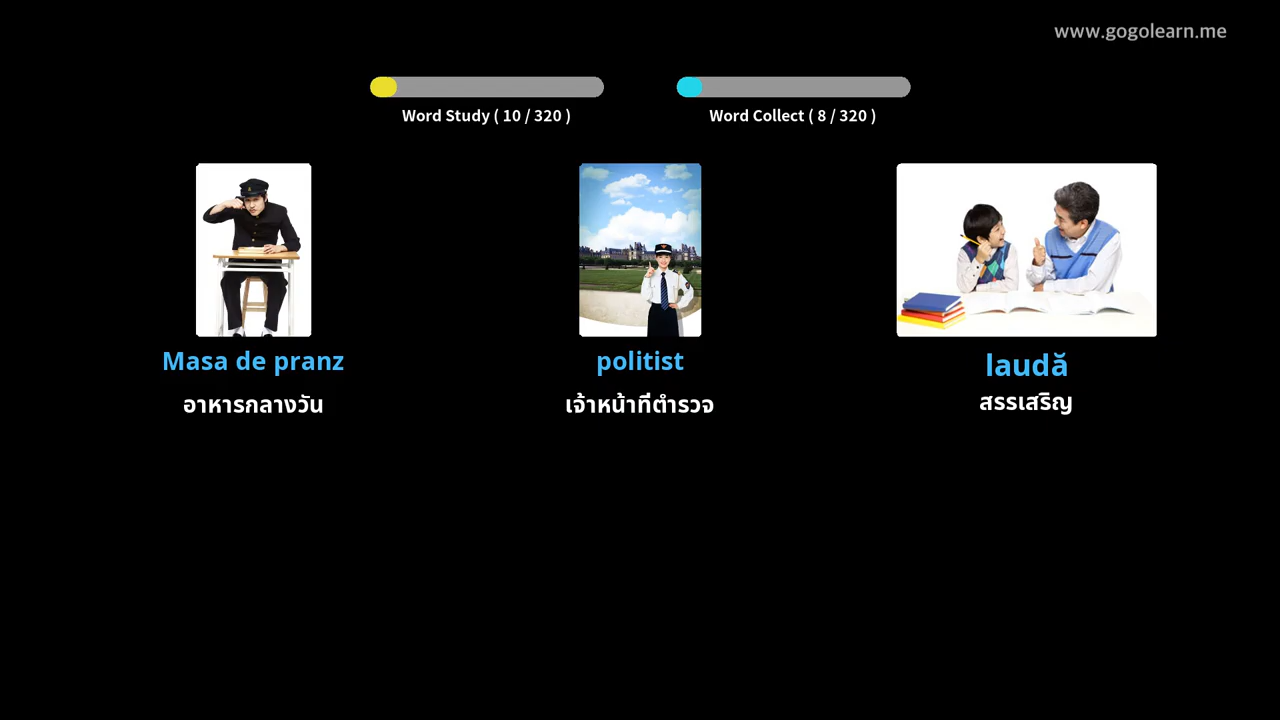 www.gogolearn.me
Word Study ( 10 / 320 )
Word Collect ( 8 / 320 )
Masa de pranz
politist
laudă
อาหารกลางวัน
เจ้าหน้าที่ตำรวจ
สรรเสริญ